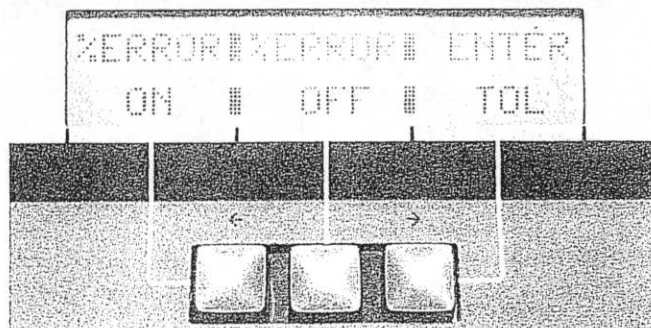 %ERROR %ERROR ENTER
ON OFF TOL
← →